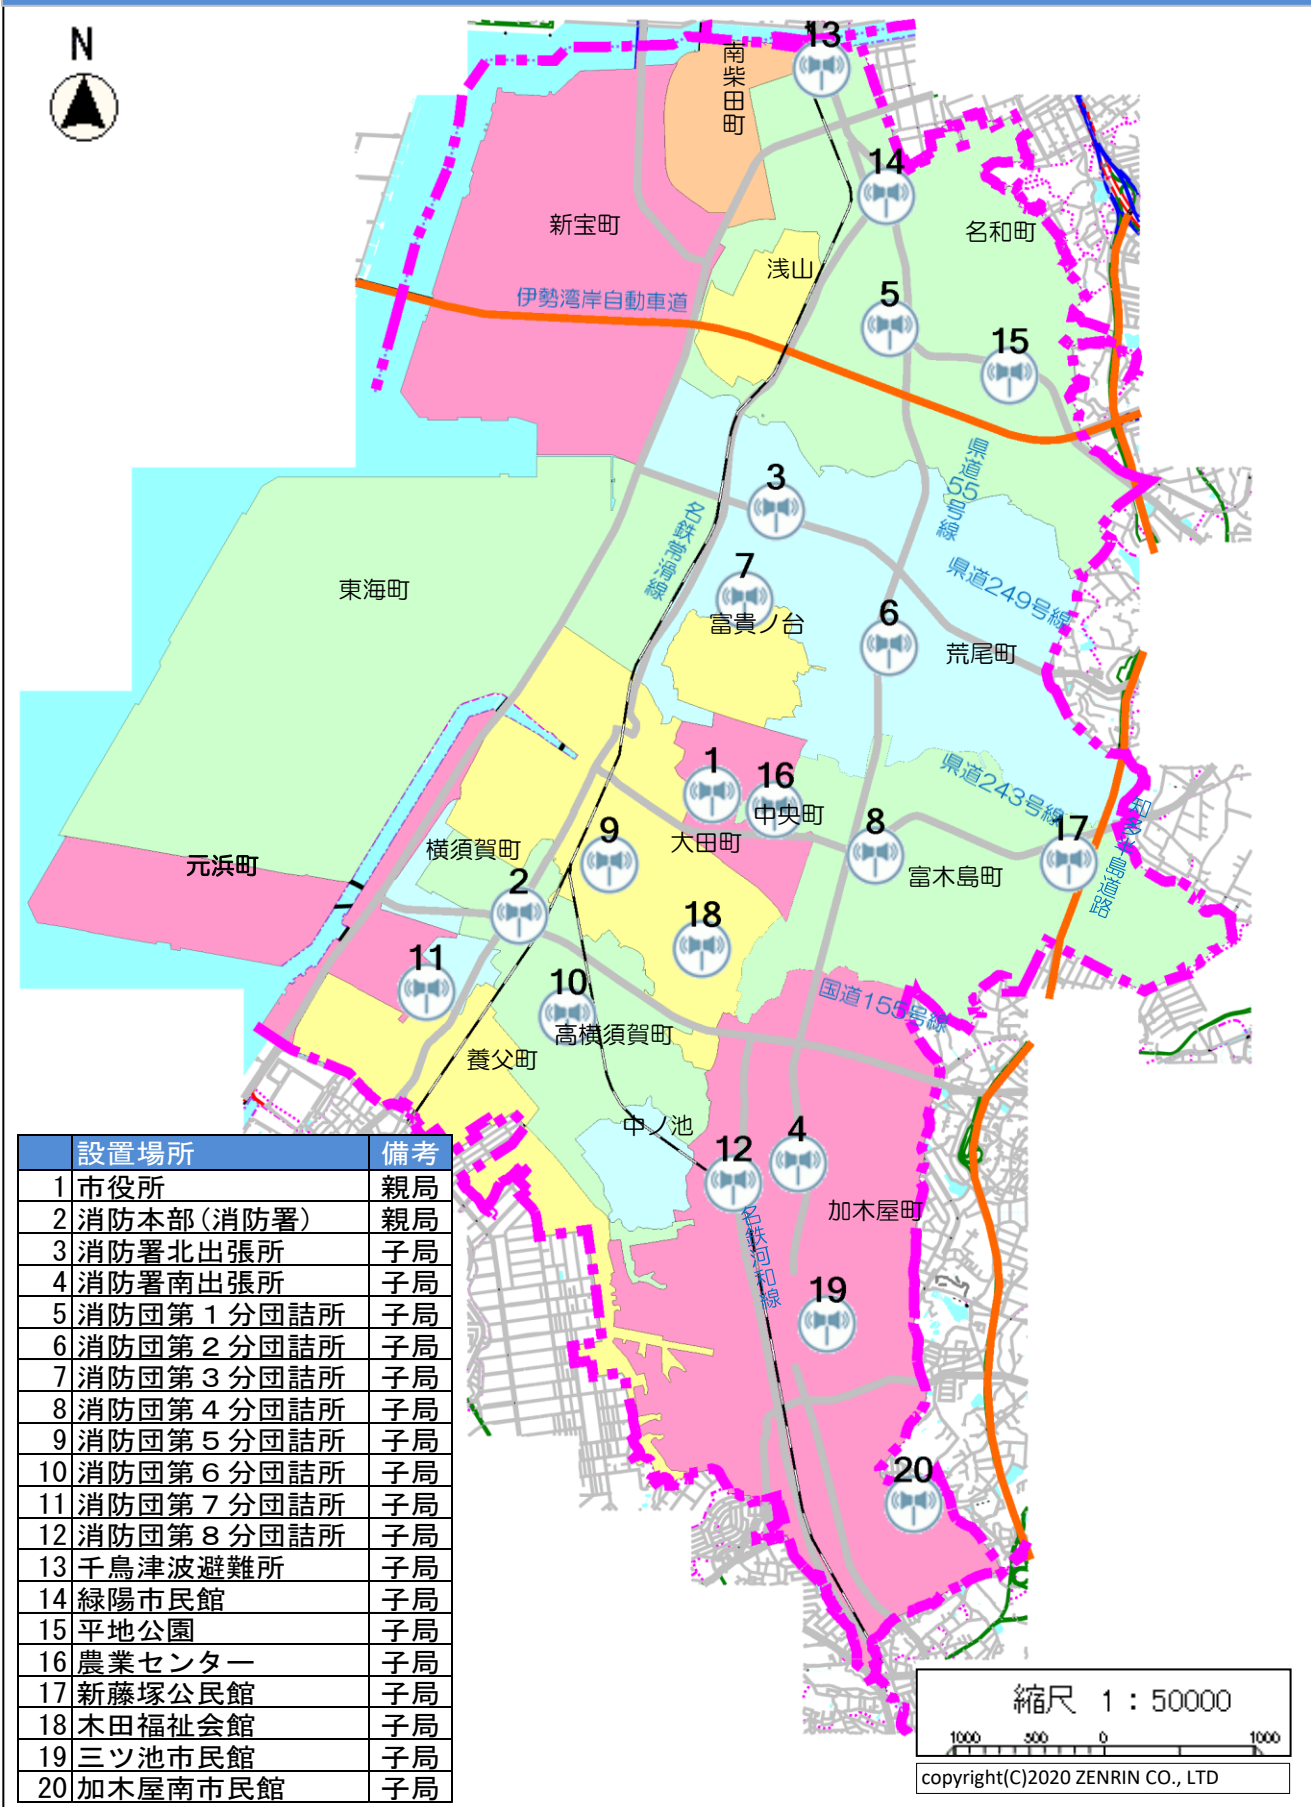 N
13
南柴田町
14
新宝町
名和町
浅山
伊勢湾岸自動車道
5
15
県道55号線
3
名鉄常滑線
7
県道249号線
東海町
富貴ノ台
6
荒尾町
1
16
県道243号線
中央町
知多半島道路
横須賀町
9
大田町
8
17
元浜町
富木島町
2
18
11
10
国道155号線
高横須賀町
養父町
中ノ池
12
4
加木屋町
名鉄河和線
19
20
設置場所 備考
1 市役所 親局
2 消防本部(消防署) 親局
3 消防署北出張所 子局
4 消防署南出張所 子局
5 消防団第1分団詰所 子局
6 消防団第2分団詰所 子局
7 消防団第3分団詰所 子局
8 消防団第4分団詰所 子局
9 消防団第5分団詰所 子局
10 消防団第6分団詰所 子局
11 消防団第7分団詰所 子局
12 消防団第8分団詰所 子局
13 千鳥津波避難所 子局
14 緑陽市民館 子局
15 平地公園 子局
16 農業センター 子局
17 新藤塚公民館 子局
18 木田福祉会館 子局
19 三ツ池市民館 子局
20 加木屋南市民館 子局
縮尺 1:50000
1000 500 0 1000
copyright(C)2020 ZENRIN CO., LTD